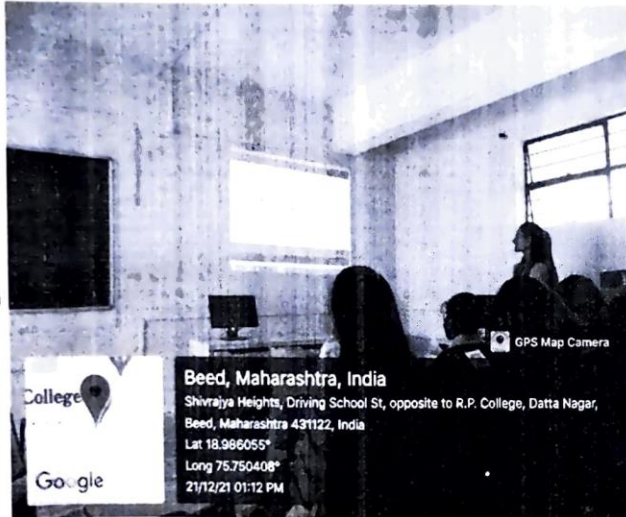 GPS Map Camera
College
Google
Beed, Maharashtra, India
Shivrajya Heights, Driving School St, opposite to R.P. College, Datta Nagar,
Beed, Maharashtra 431122, India
Lat 18.986055°
Long 75.750408°
21/12/21 01:12 PM